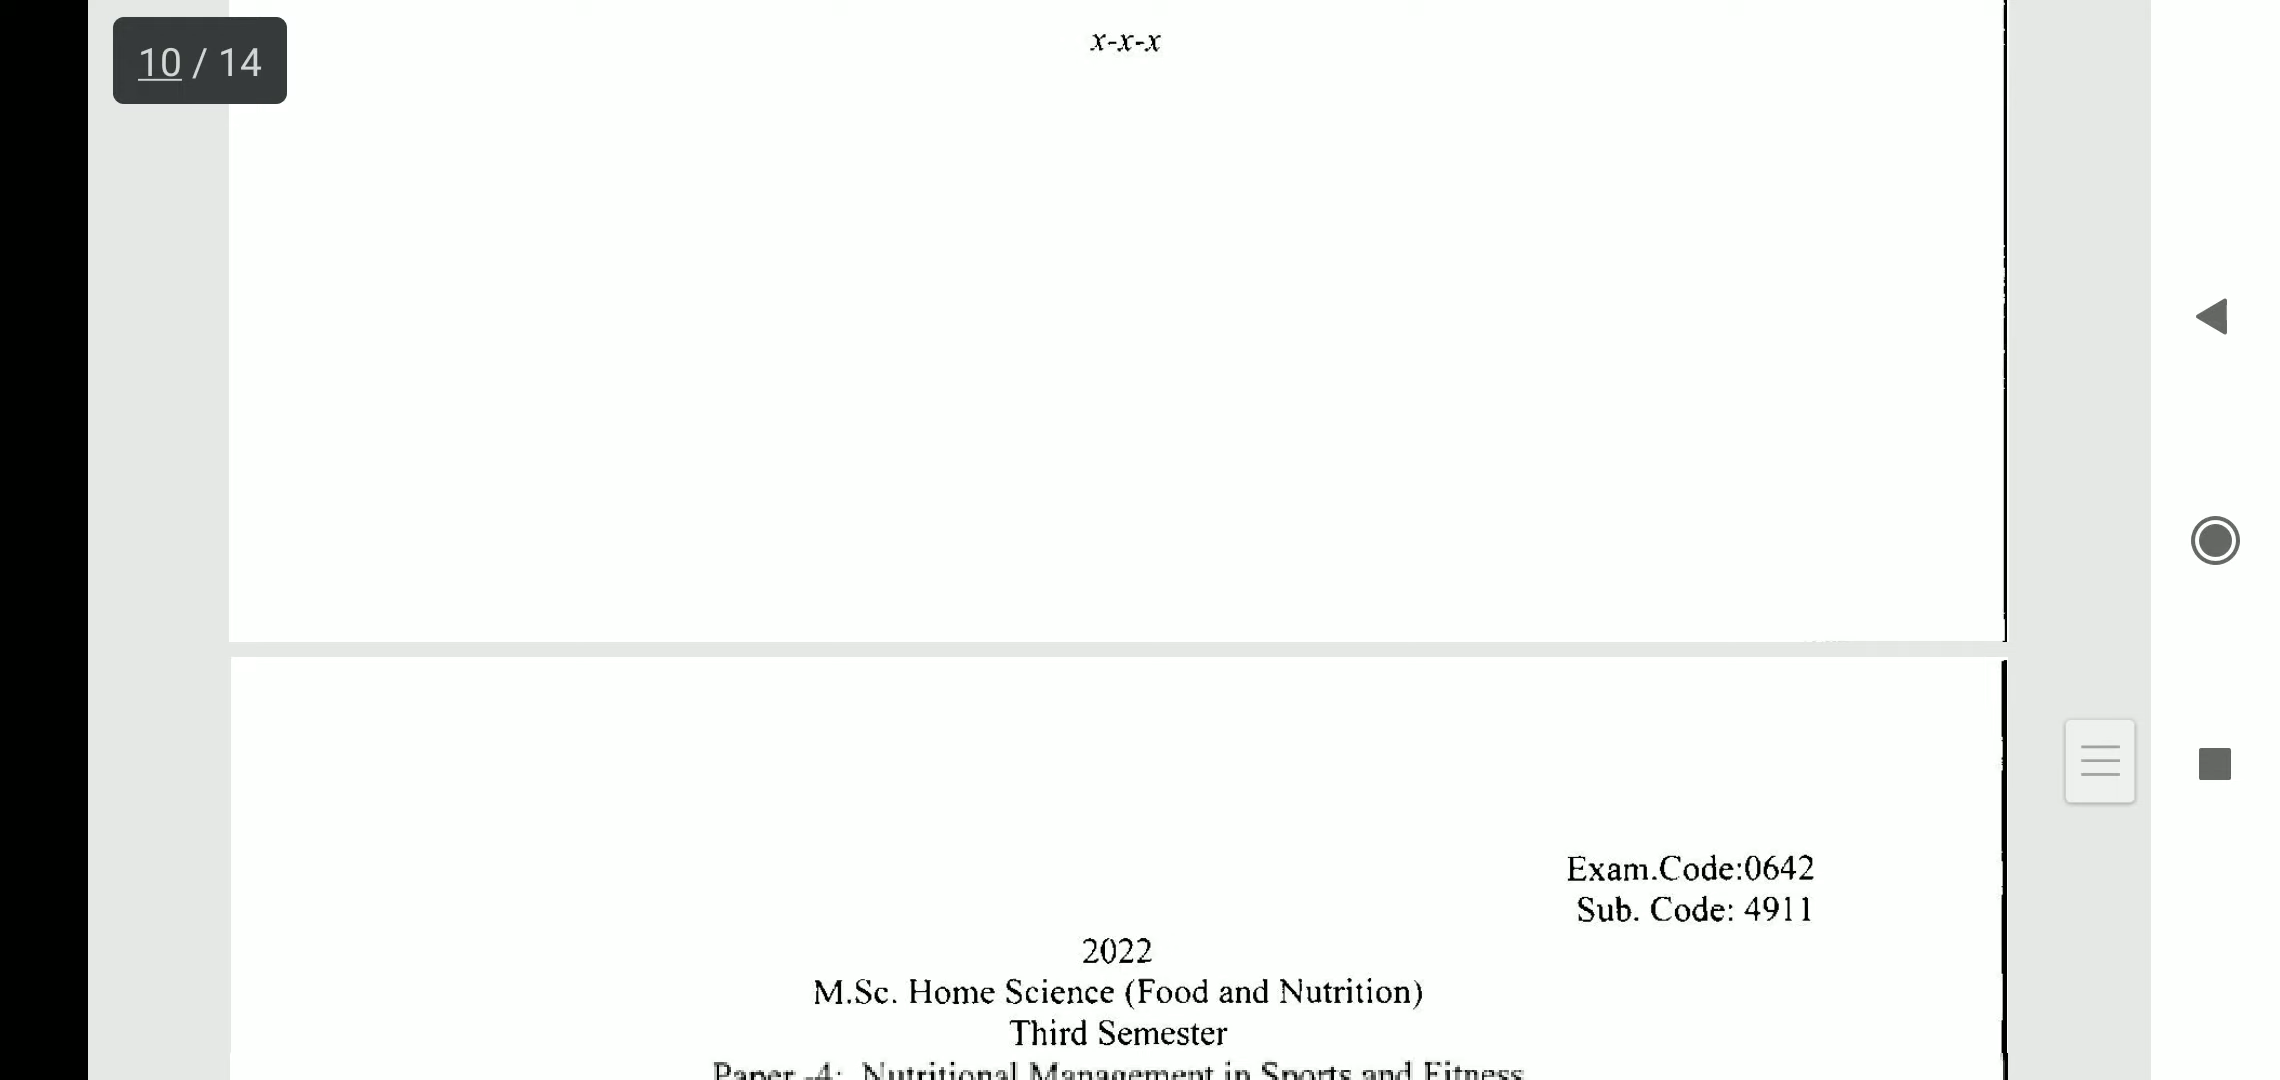 10 / 14
x-x-x
Exam.Code:0642
Sub. Code: 4911
2022
M.Sc. Home Science (Food and Nutrition)
Third Semester
Paper -4: Nutritional Management in Sports and Fitness